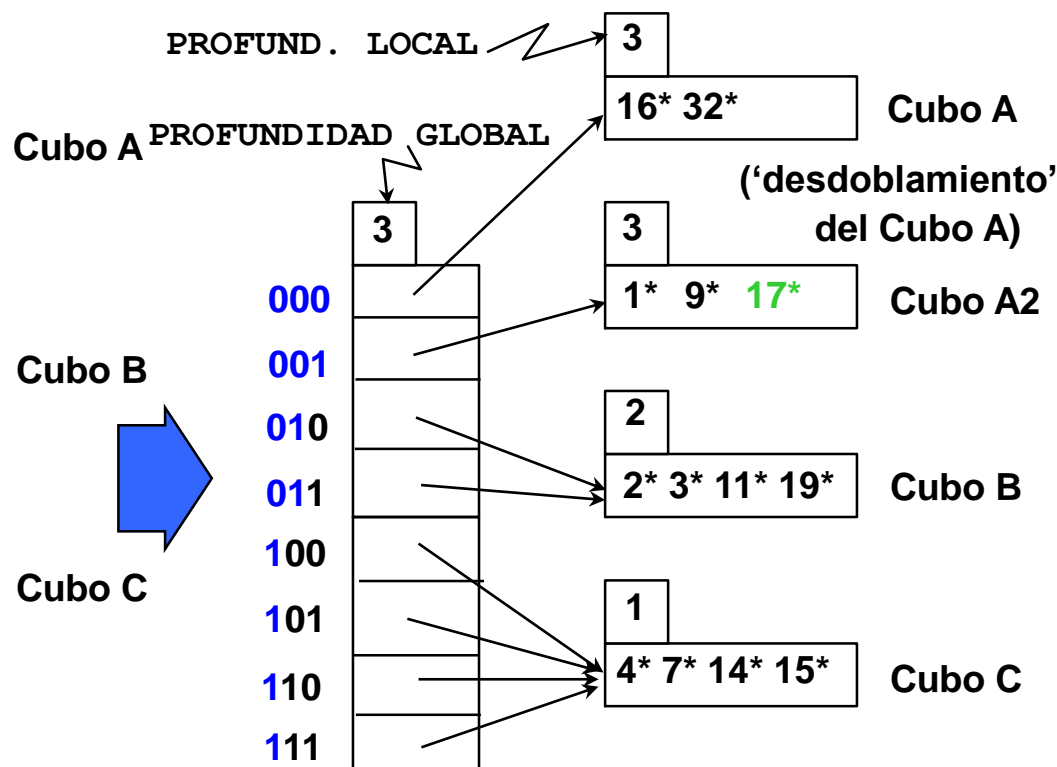 PROFUND. LOCAL
3
16* 32*
Cubo A
Cubo A
PROFUNDIDAD GLOBAL
('desdoblamiento'
del Cubo A)
3
3
000
1* 9* 17*
Cubo A2
001
Cubo B
010
2
011
2* 3* 11* 19*
Cubo B
100
Cubo C
101
1
110
4* 7* 14* 15*
Cubo C
111